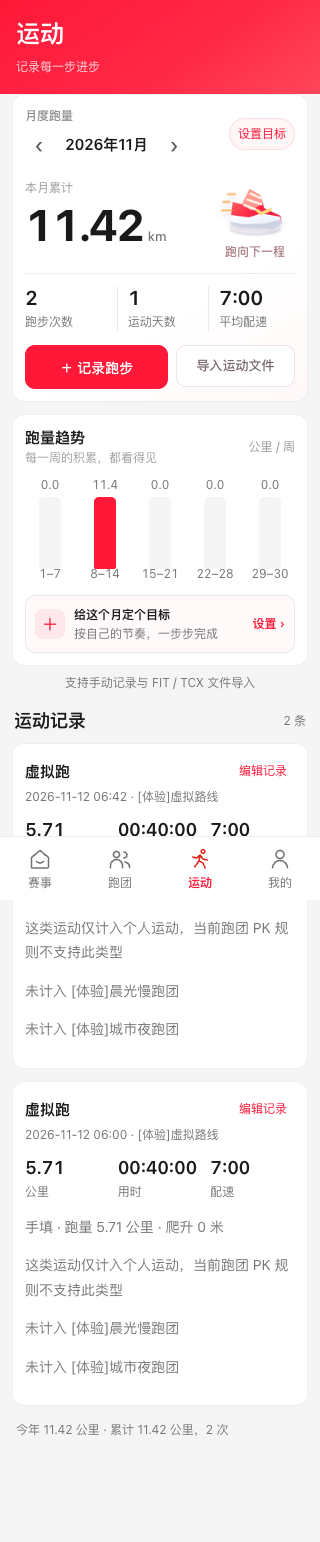 运动
记录每一步进步
月度跑量
‹ 2026年11月 ›
设置目标
本月累计
11.42 km
跑向下一程
2 1 7:00
跑步次数 运动天数 平均配速
+ 记录跑步 导入运动文件
跑量趋势
公里 / 周
每一周的积累，都看得见
0.0 11.4 0.0 0.0 0.0
1–7 8–14 15–21 22–28 29–30
给这个月定个目标
按自己的节奏，一步步完成
设置 ›
支持手动记录与 FIT / TCX 文件导入
运动记录 2 条
虚拟跑 编辑记录
2026-11-12 06:42 · [体验]虚拟路线
5.71 00:40:00 7:00
赛事 跑团 运动 我的
这类运动仅计入个人运动，当前跑团 PK 规
则不支持此类型
未计入 [体验]晨光慢跑团
未计入 [体验]城市夜跑团
虚拟跑 编辑记录
2026-11-12 06:00 · [体验]虚拟路线
5.71 00:40:00 7:00
公里 用时 配速
手填 · 跑量 5.71 公里 · 爬升 0 米
这类运动仅计入个人运动，当前跑团 PK 规
则不支持此类型
未计入 [体验]晨光慢跑团
未计入 [体验]城市夜跑团
今年 11.42 公里 · 累计 11.42 公里，2 次